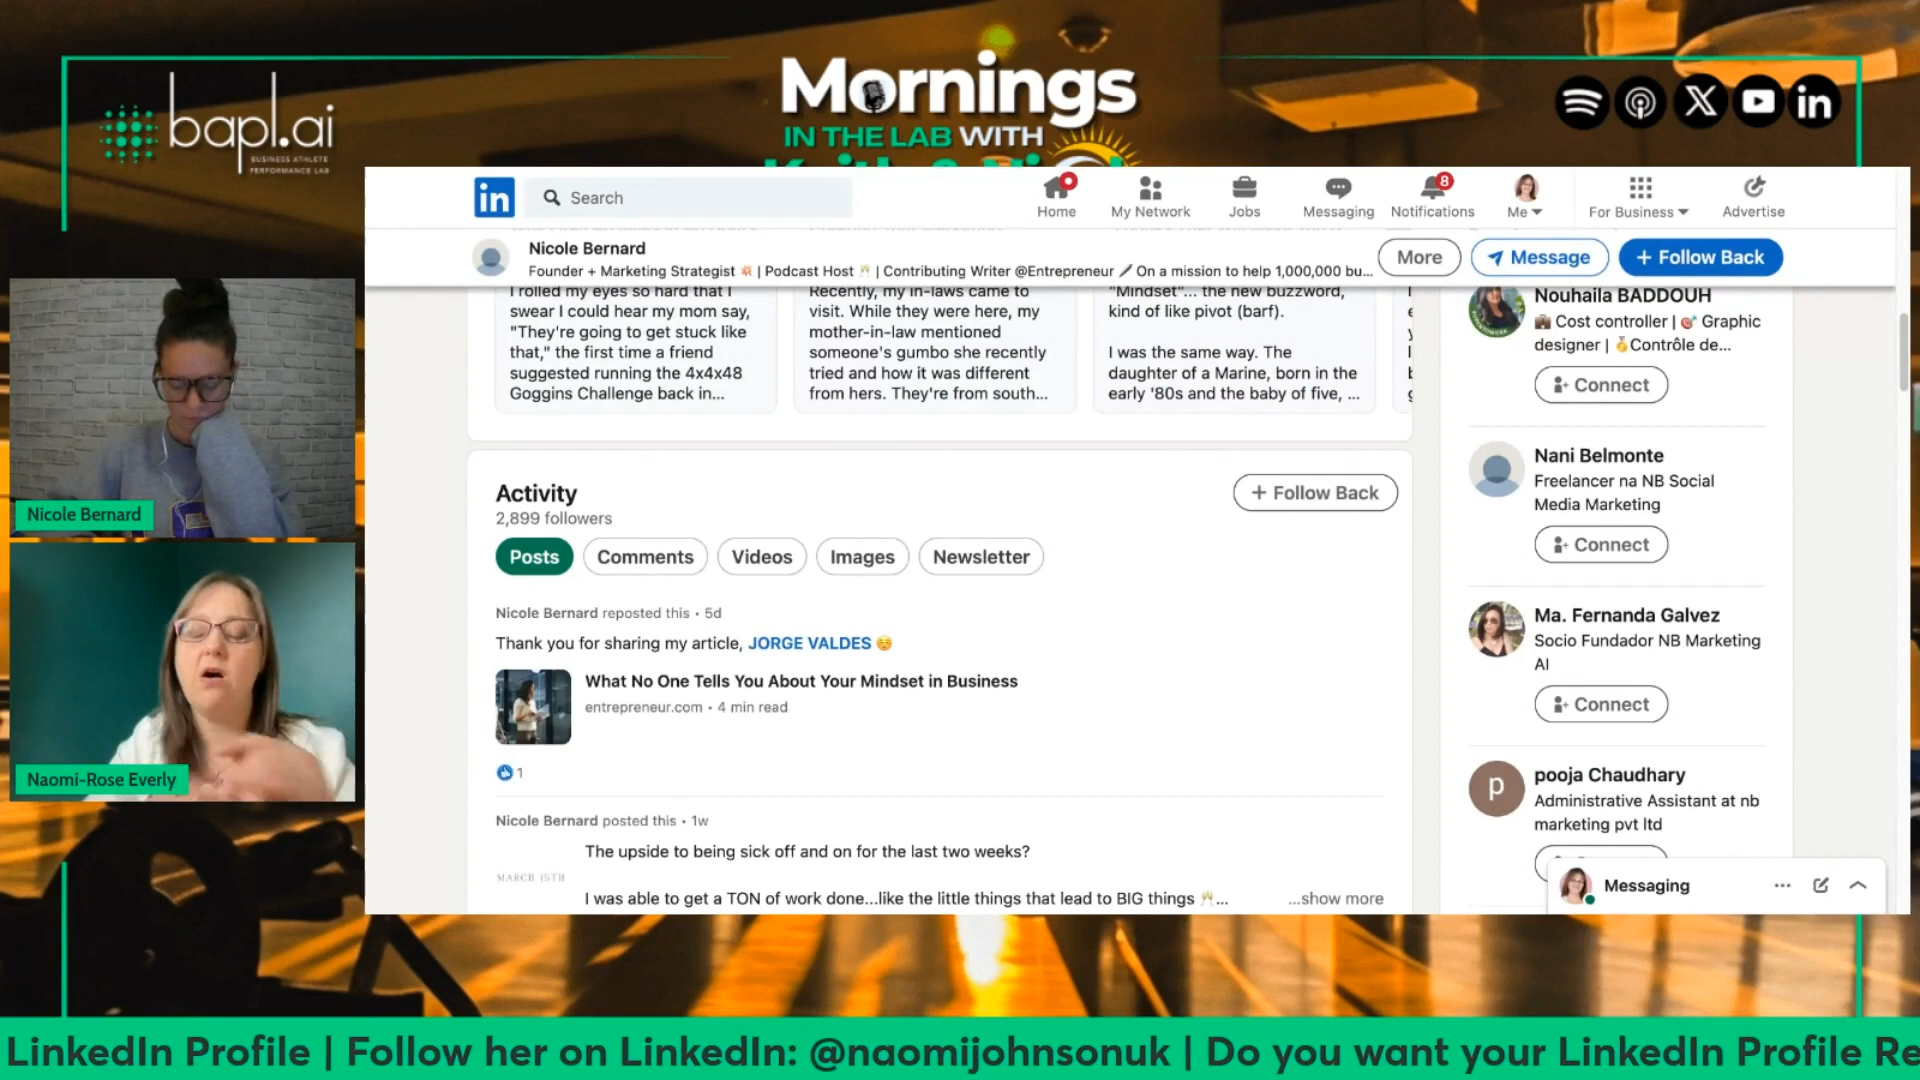 bapl.ai
BUSINESS ATHLETE
PERFORMANCE LAB
Mornings
IN THE LAB WITH
in
Search
Home
My Network
Jobs
Messaging
8
Notifications
Me
For Business
Advertise
Nicole Bernard
Founder + Marketing Strategist 💥 | Podcast Host 🥂 | Contributing Writer @Entrepreneur 🖋 On a mission to help 1,000,000 bu...
More
Message
+ Follow Back
I rolled my eyes so hard that I
swear I could hear my mom say,
"They're going to get stuck like
that," the first time a friend
suggested running the 4x4x48
Goggins Challenge back in...
Recently, my in-laws came to
visit. While they were here, my
mother-in-law mentioned
someone's gumbo she recently
tried and how it was different
from hers. They're from south...
"Mindset"... the new buzzword,
kind of like pivot (barf).
I was the same way. The
daughter of a Marine, born in the
early '80s and the baby of five, ...
Activity
2,899 followers
+ Follow Back
Posts
Comments
Videos
Images
Newsletter
Nicole Bernard reposted this • 5d
Thank you for sharing my article, JORGE VALDES ☺️
What No One Tells You About Your Mindset in Business
entrepreneur.com • 4 min read
1
Nicole Bernard posted this • 1w
The upside to being sick off and on for the last two weeks?
MARCH 15TH
I was able to get a TON of work done...like the little things that lead to BIG things 🥂...
...show more
Nouhaila BADDOUH
💼 Cost controller | 🎯 Graphic
designer | 🥇Contrôle de...
Connect
Nani Belmonte
Freelancer na NB Social
Media Marketing
Connect
Ma. Fernanda Galvez
Socio Fundador NB Marketing
AI
Connect
p
pooja Chaudhary
Administrative Assistant at nb
marketing pvt ltd
Messaging
Nicole Bernard
Naomi-Rose Everly
LinkedIn Profile | Follow her on LinkedIn: @naomijohnsonuk | Do you want your LinkedIn Profile Re